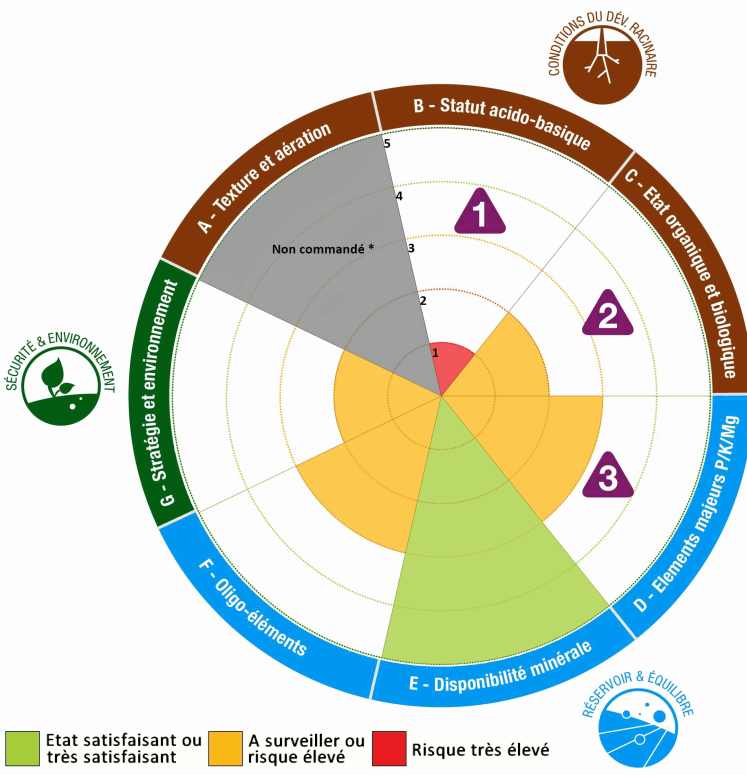 CONDITIONS DU DÉV. RACINAIRE
B - Statut acido-basique
A - Texture et aération
C - Etat organique et biologique
5
4
3
2
1
Non commandé *
1
2
3
SÉCURITÉ & ENVIRONNEMENT
G - Stratégie et environnement
D - Elements majeurs P/K/Mg
F - Oligo-éléments
E - Disponibilité minérale
RÉSERVOIR & ÉQUILIBRE
Etat satisfaisant ou
très satisfaisant
A surveiller ou
risque élevé
Risque très élevé